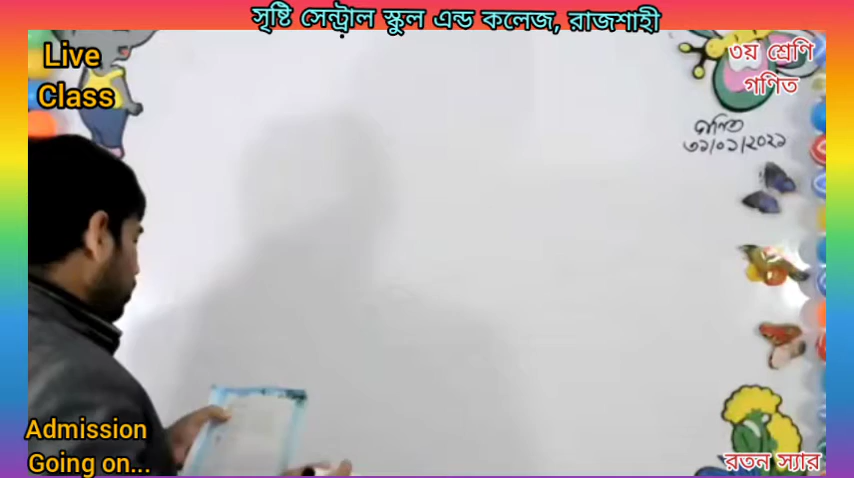 সৃষ্টি সেন্ট্রাল স্কুল এন্ড কলেজ, রাজশাহী
Live
Class
৩য় শ্রেণি
গণিত
গণিত
৩১/০১/২০২১
Admission
Going on...
রতন স্যার